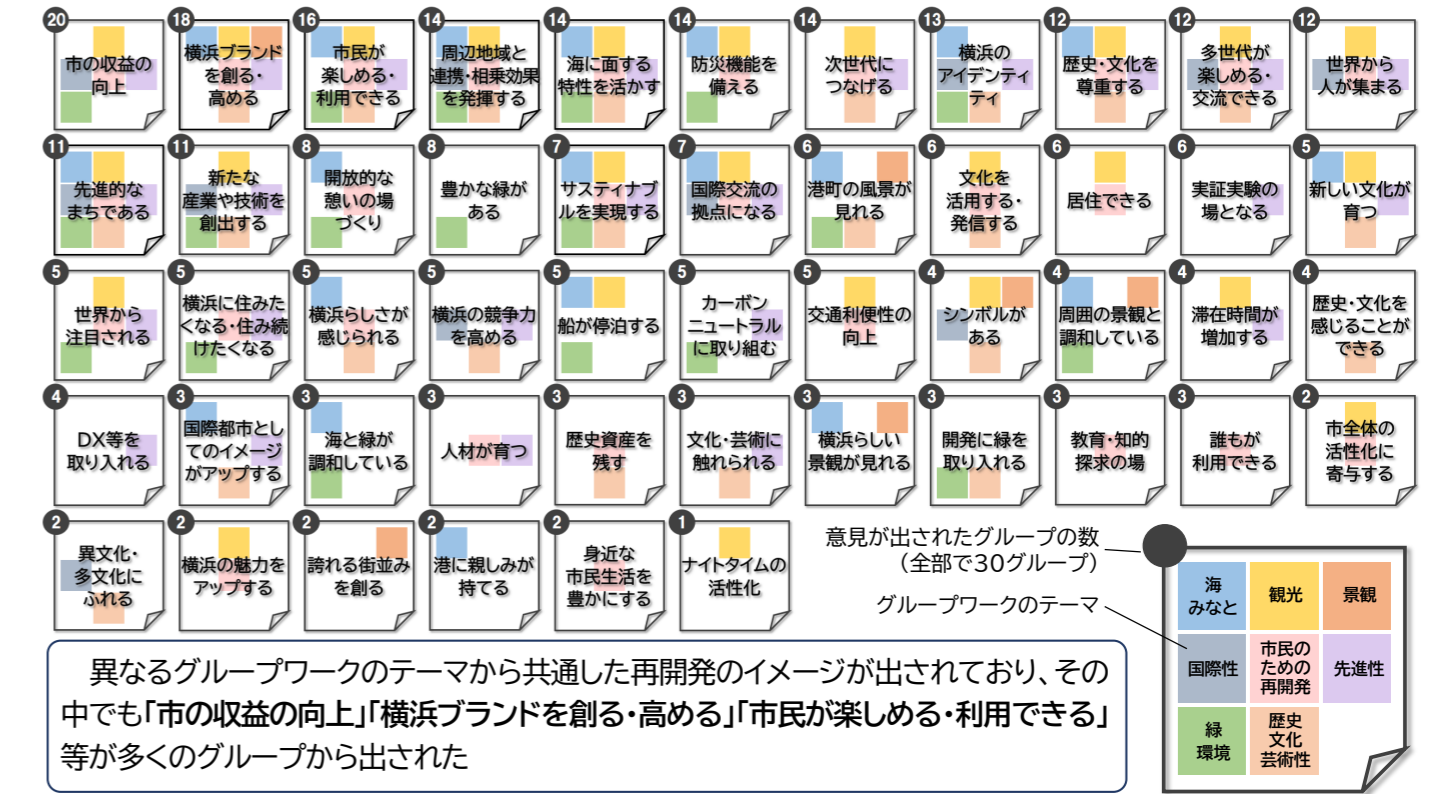 20
市の収益の
向上
18
横浜ブランド
を創る・
高める
16
市民が
楽しめる・
利用できる
14
周辺地域と
連携・相乗効果
を発揮する
14
海に面する
特性を活かす
14
防災機能を
備える
14
次世代に
つなげる
13
横浜の
アイデンティ
ティ
12
歴史・文化を
尊重する
12
多世代が
楽しめる・
交流できる
12
世界から
人が集まる
11
先進的な
まちである
11
新たな
産業や技術を
創出する
8
開放的な
憩いの場
づくり
8
豊かな緑が
ある
7
サスティナブ
ルを実現する
7
国際交流の
拠点になる
6
港町の風景が
見れる
6
文化を
活用する・
発信する
6
居住できる
6
実証実験の
場となる
5
新しい文化が
育つ
5
世界から
注目される
5
横浜に住みた
くなる・住み続
けたくなる
5
横浜らしさが
感じられる
5
横浜の競争力
を高める
5
船が停泊する
5
カーボン
ニュートラル
に取り組む
5
交通利便性の
向上
4
シンボルが
ある
4
周囲の景観と
調和している
4
滞在時間が
増加する
4
歴史・文化を
感じることが
できる
4
DX等を
取り入れる
3
国際都市とし
てのイメージ
がアップする
3
海と緑が
調和している
3
人材が育つ
3
歴史資産を
残す
3
文化・芸術に
触れられる
3
横浜らしい
景観が見れる
3
開発に緑を
取り入れる
3
教育・知的
探求の場
3
誰もが
利用できる
2
市全体の
活性化に
寄与する
2
異文化・
多文化に
ふれる
2
横浜の魅力を
アップする
2
誇れる街並み
を創る
2
港に親しみが
持てる
2
身近な
市民生活を
豊かにする
1
ナイトタイムの
活性化
意見が出されたグループの数
(全部で30グループ)
グループワークのテーマ
海
みなと
観光
景観
国際性
市民の
ための
再開発
先進性
緑
環境
歴史
文化
芸術性
異なるグループワークのテーマから共通した再開発のイメージが出されており、その
中でも「市の収益の向上」「横浜ブランドを創る・高める」「市民が楽しめる・利用できる」
等が多くのグループから出された